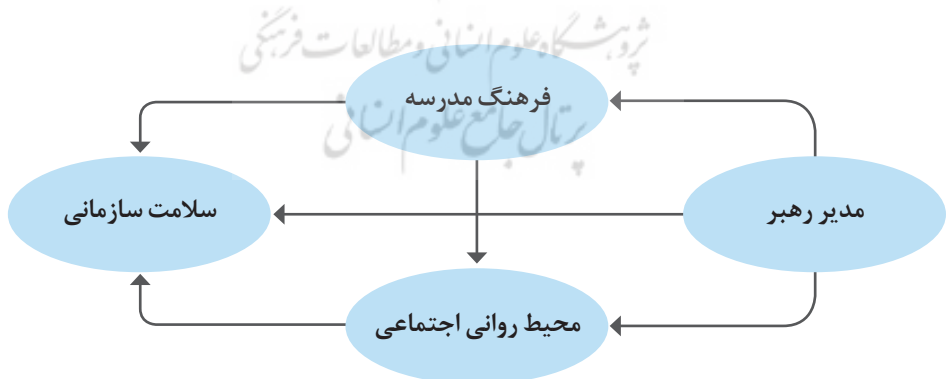 پژوهشگاه علوم انسانی و مطالعات فرهنگی
فرهنگ مدرسه
پرتال جامع علوم انسانی
مدیر رهبر
سلامت سازمانی
محیط روانی اجتماعی